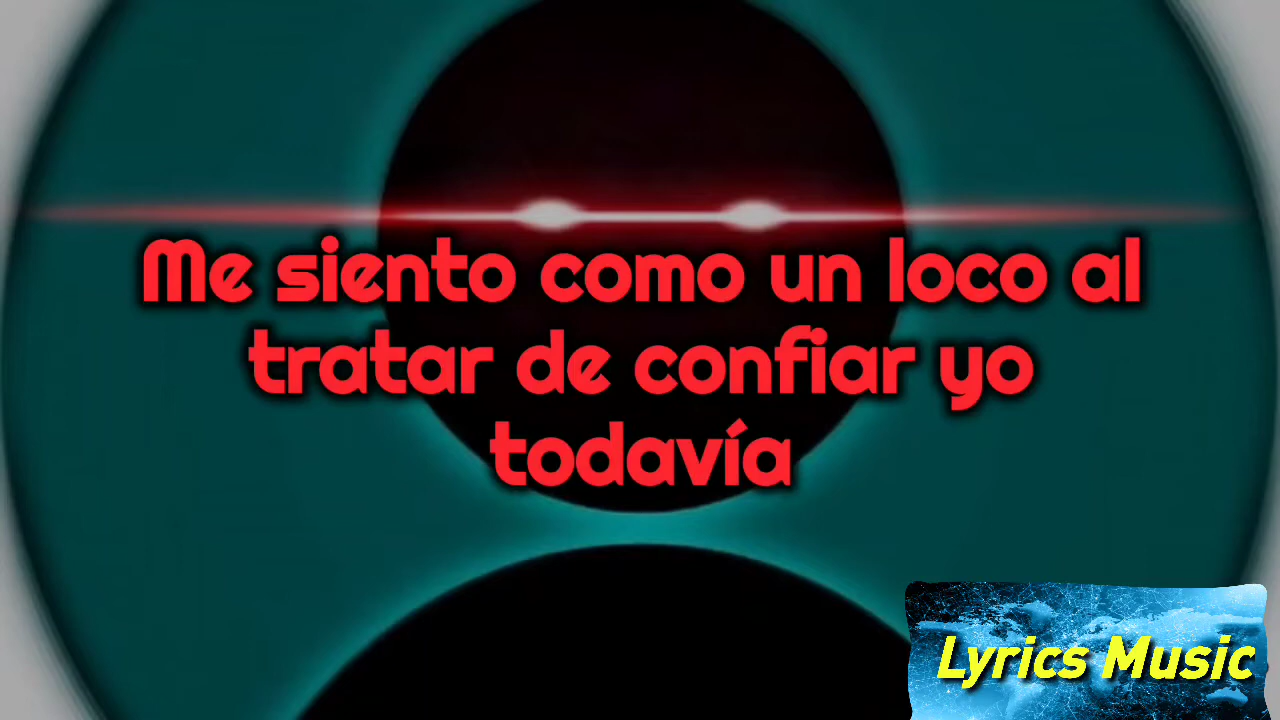 Me siento como un loco al
tratar de confiar yo
todavía
Lyrics Music